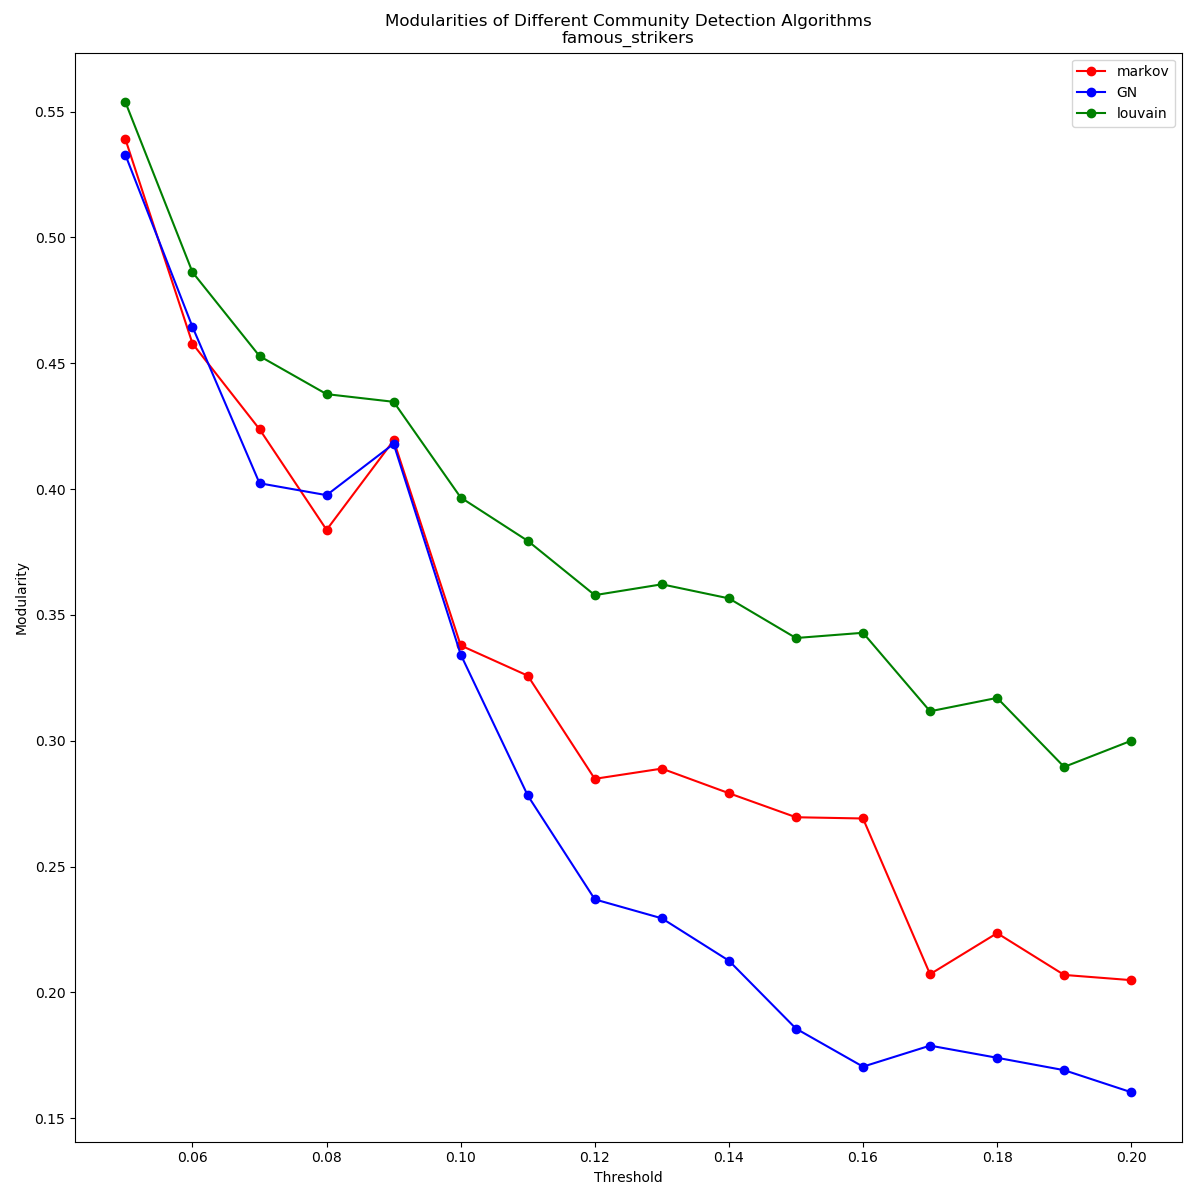 Modularities of Different Community Detection Algorithms
famous_strikers
markov
GN
louvain
0.55
0.50
0.45
0.40
0.35
0.30
0.25
0.20
0.15
Modularity
0.06 0.08 0.10 0.12 0.14 0.16 0.18 0.20
Threshold